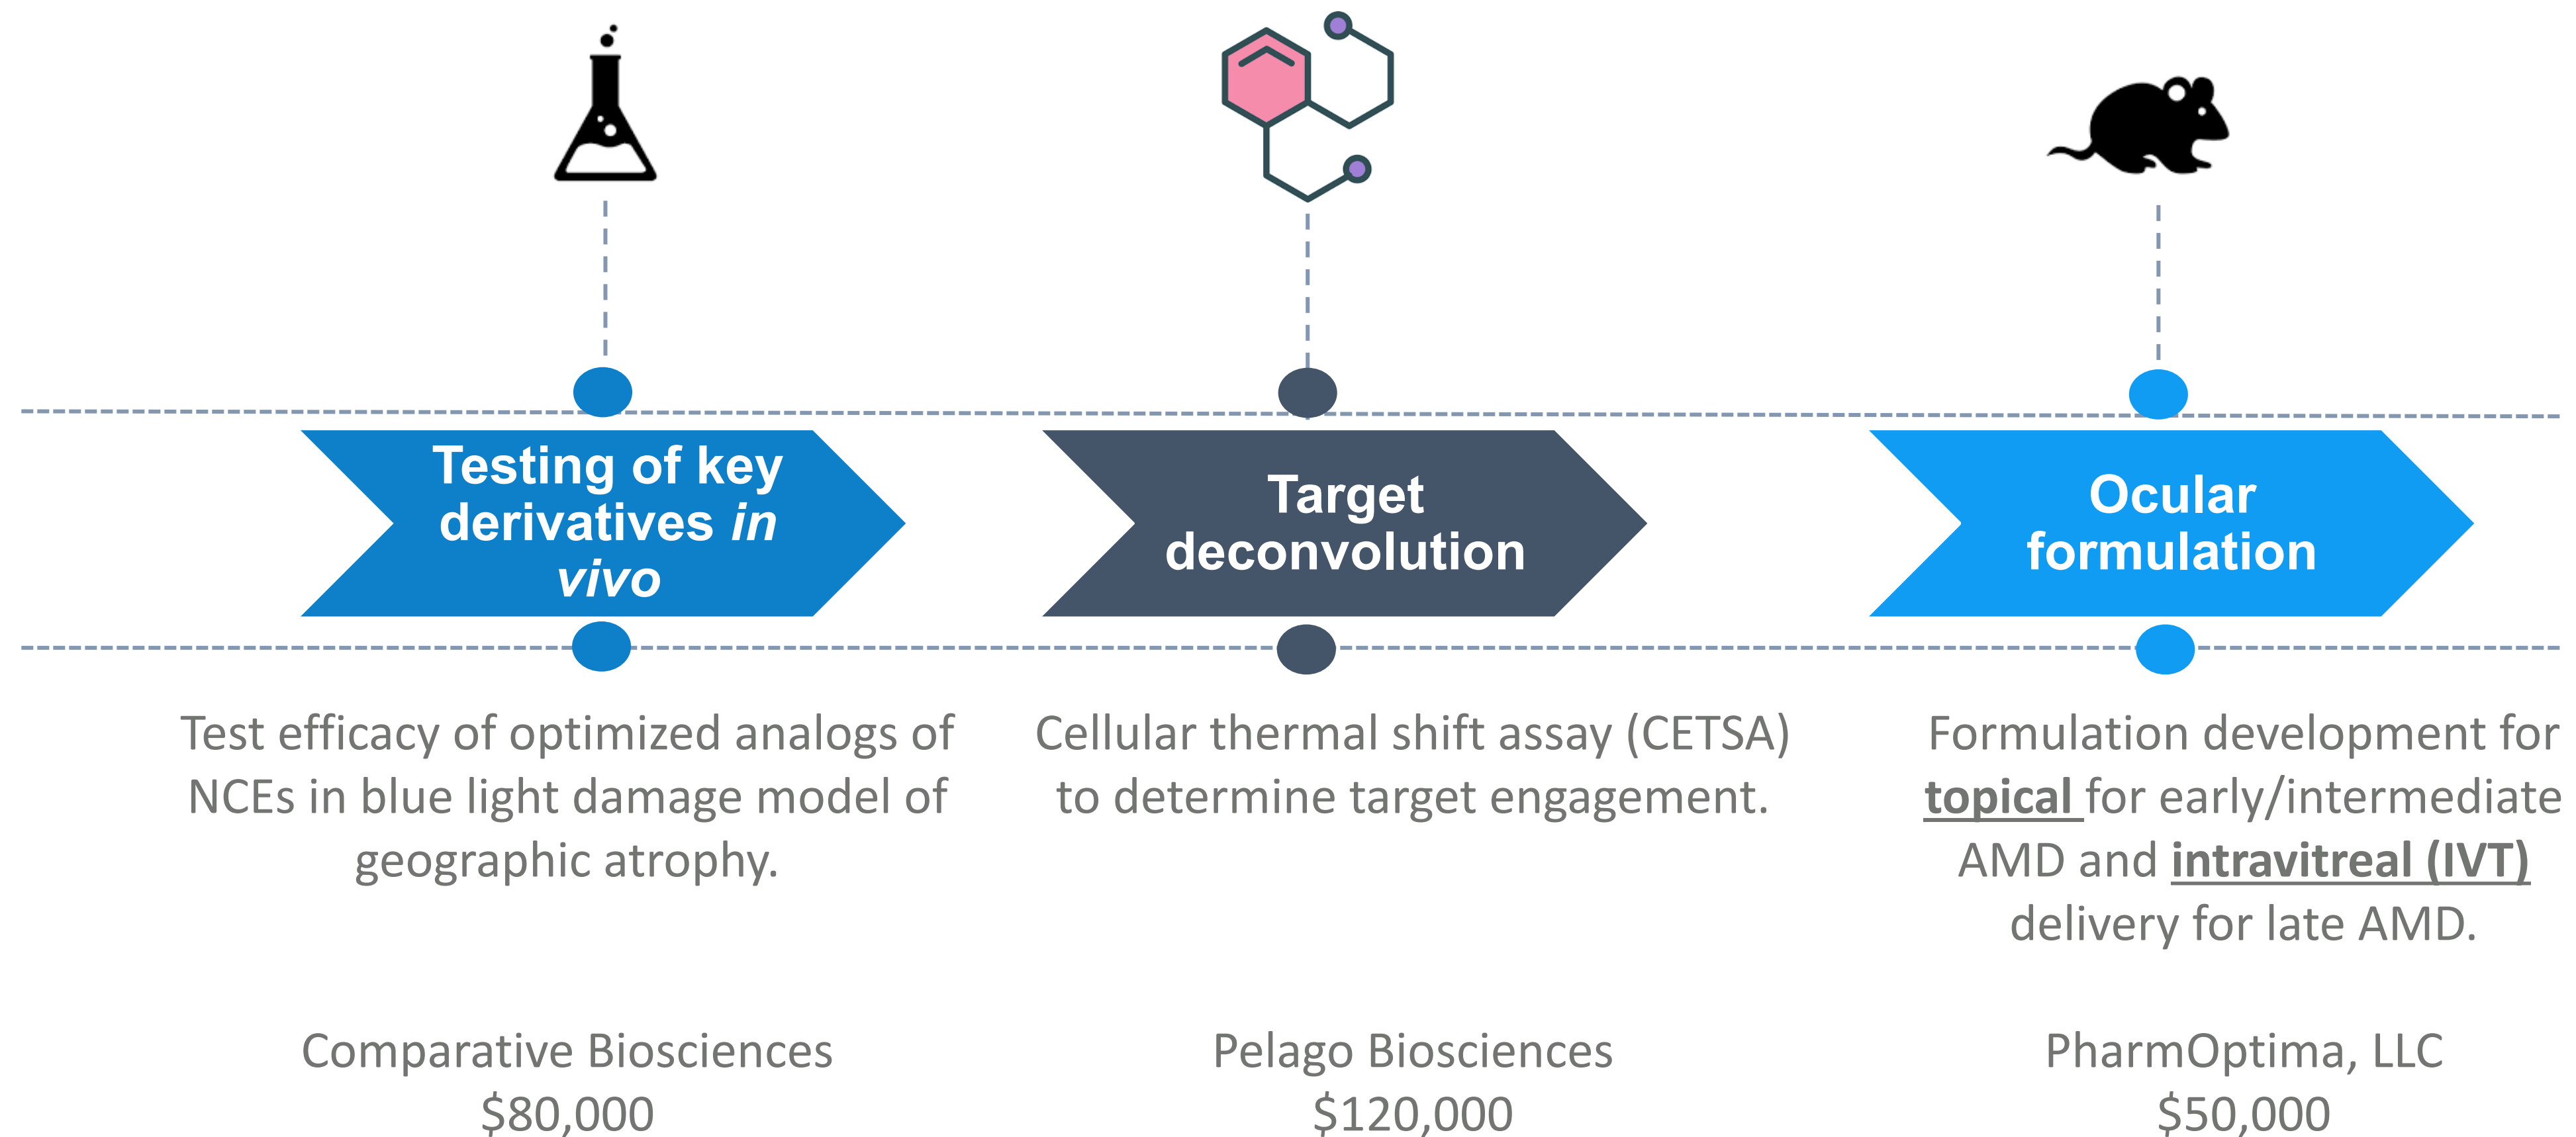 Testing of key
derivatives in
vivo
Target
deconvolution
Ocular
formulation
Test efficacy of optimized analogs of
NCEs in blue light damage model of
geographic atrophy.
Cellular thermal shift assay (CETSA)
to determine target engagement.
Formulation development for
topical for early/intermediate
AMD and intravitreal (IVT)
delivery for late AMD.
Comparative Biosciences
$80,000
Pelago Biosciences
$120,000
PharmOptima, LLC
$50,000